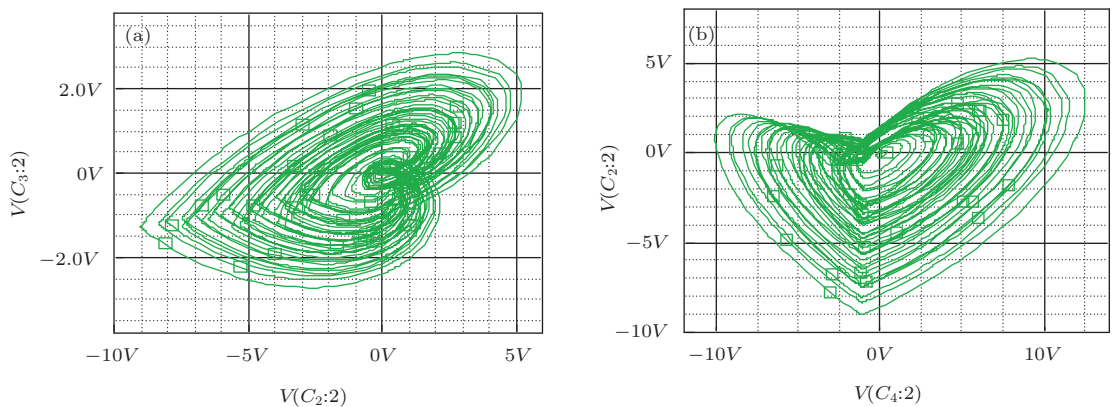 (a)
2.0V
0V
−2.0V
V(C₃:2)
−10V
−5V
0V
5V
V(C₂:2)
(b)
5V
0V
−5V
−10V
V(C₂:2)
−10V
0V
10V
V(C₄:2)